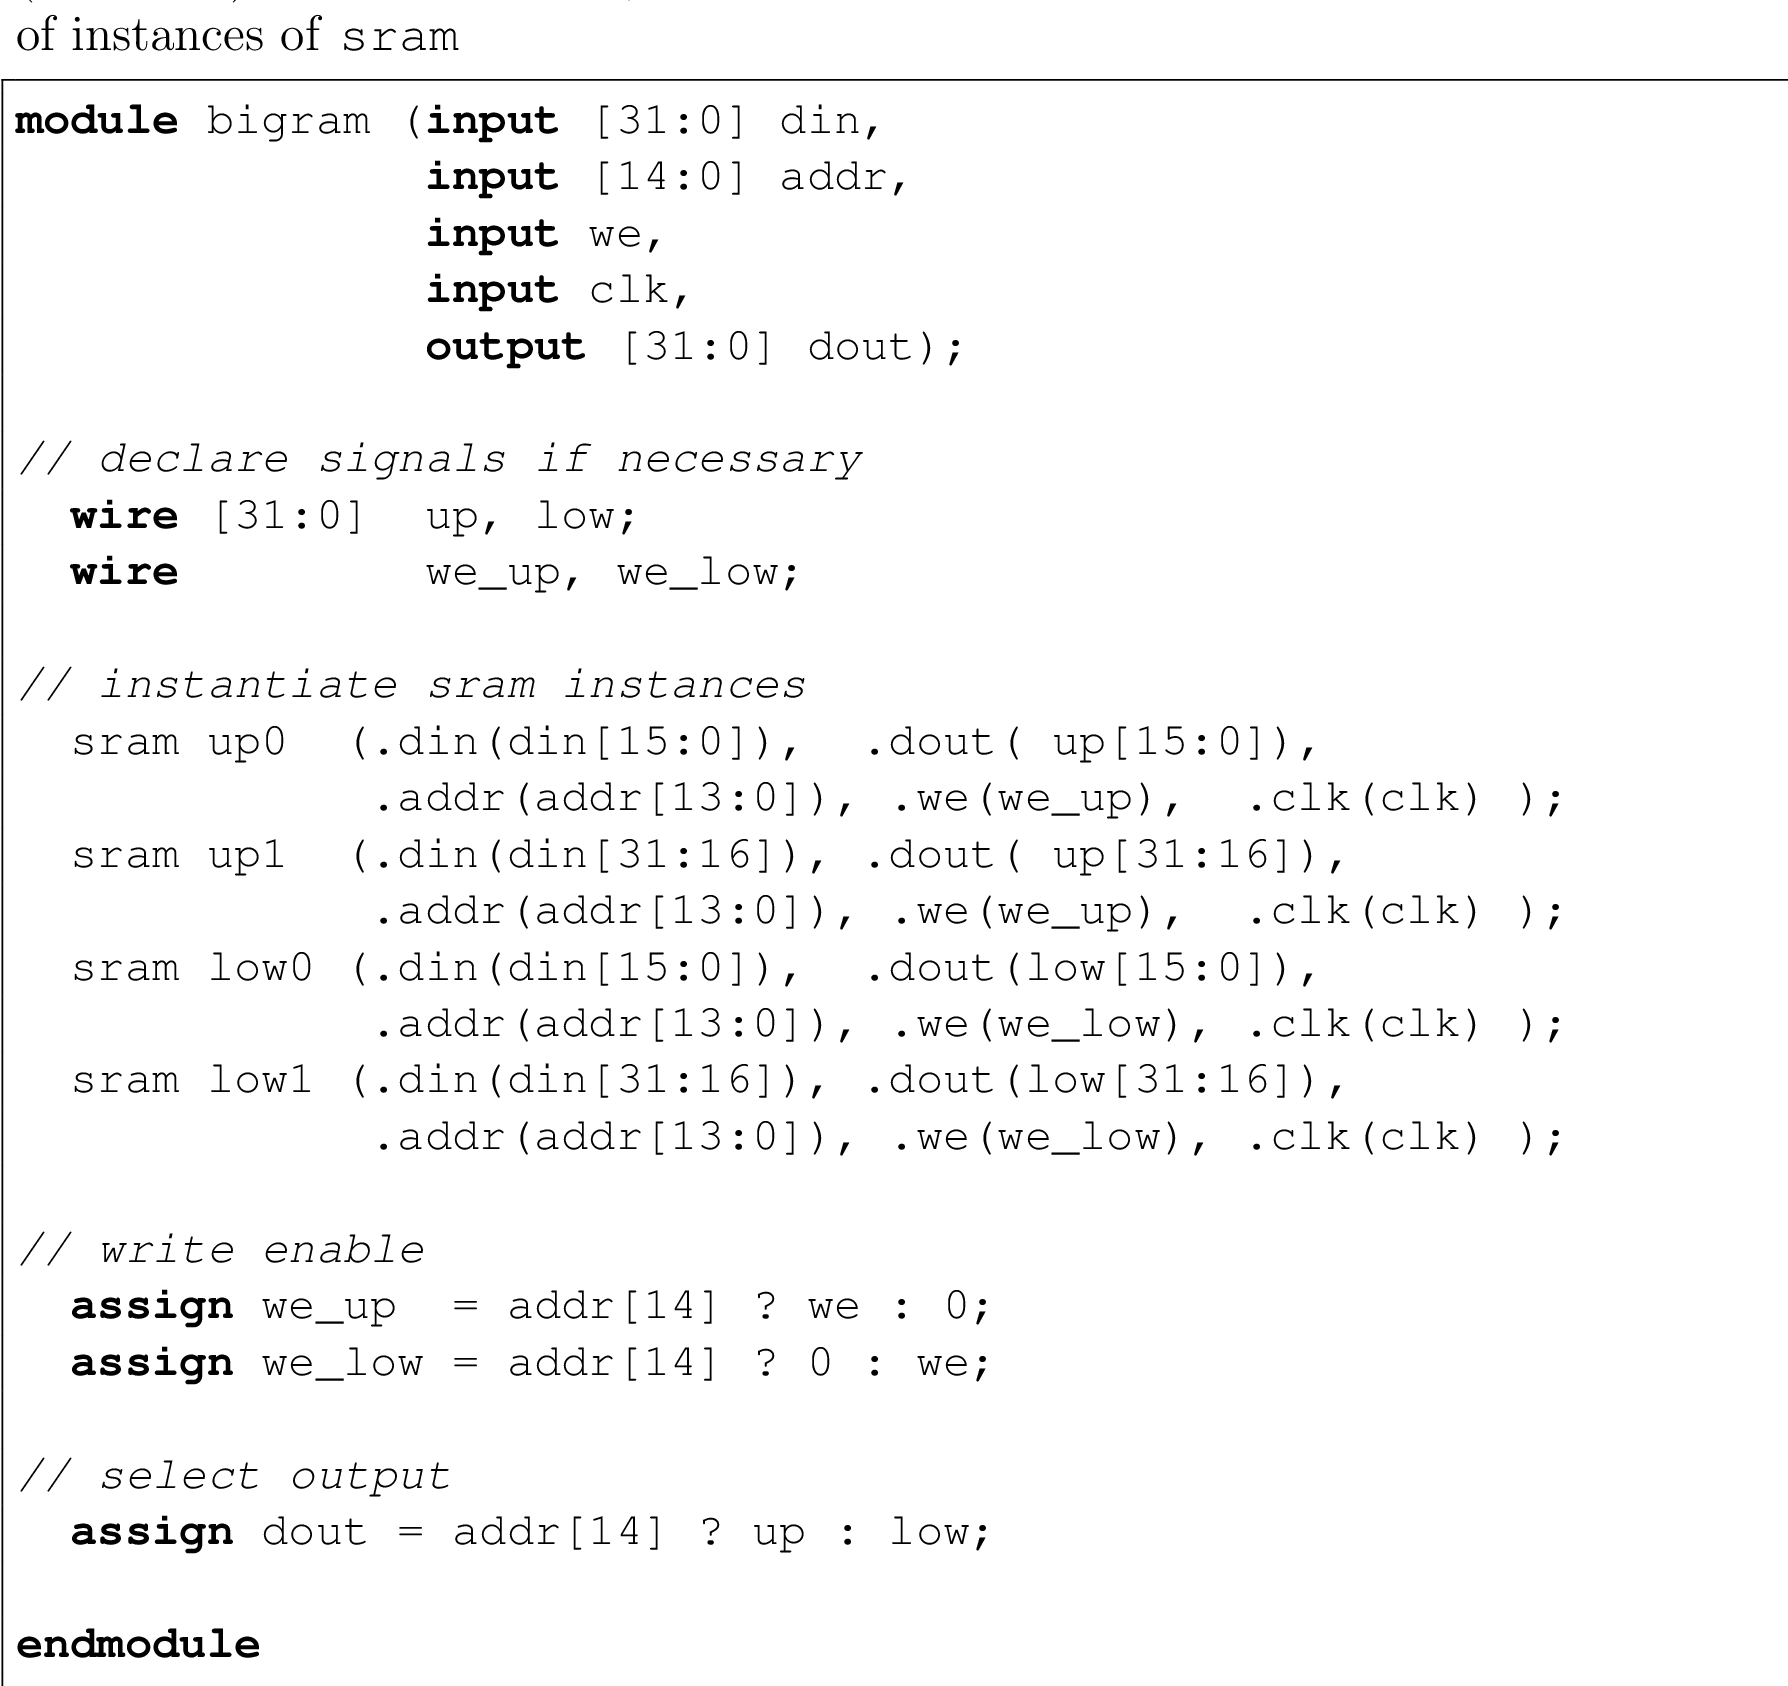 of instances of sram
module bigram (input [31:0] din,
input [14:0] addr,
input we,
input clk,
output [31:0] dout);
// declare signals if necessary
wire [31:0] up, low;
wire we_up, we_low;
// instantiate sram instances
sram up0 (.din(din[15:0]), .dout( up[15:0]),
.addr(addr[13:0]), .we(we_up), .clk(clk) );
sram up1 (.din(din[31:16]), .dout( up[31:16]),
.addr(addr[13:0]), .we(we_up), .clk(clk) );
sram low0 (.din(din[15:0]), .dout(low[15:0]),
.addr(addr[13:0]), .we(we_low), .clk(clk) );
sram low1 (.din(din[31:16]), .dout(low[31:16]),
.addr(addr[13:0]), .we(we_low), .clk(clk) );
// write enable
assign we_up = addr[14] ? we : 0;
assign we_low = addr[14] ? 0 : we;
// select output
assign dout = addr[14] ? up : low;
endmodule